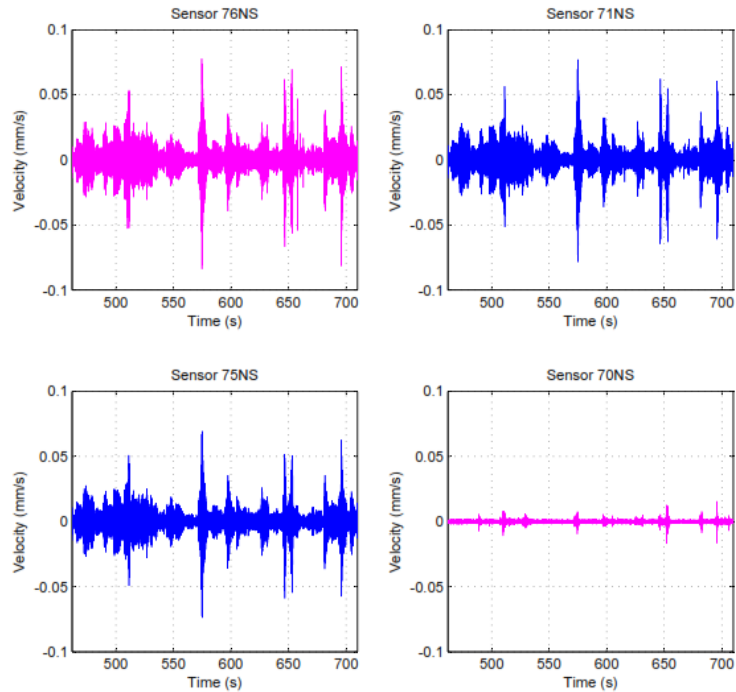 Sensor 76NS
0.1
0.05
0
-0.05
-0.1
Velocity (mm/s)
500 550 600 650 700
Time (s)
Sensor 71NS
0.1
0.05
0
-0.05
-0.1
Velocity (mm/s)
500 550 600 650 700
Time (s)
Sensor 75NS
0.1
0.05
0
-0.05
-0.1
Velocity (mm/s)
500 550 600 650 700
Time (s)
Sensor 70NS
0.1
0.05
0
-0.05
-0.1
Velocity (mm/s)
500 550 600 650 700
Time (s)